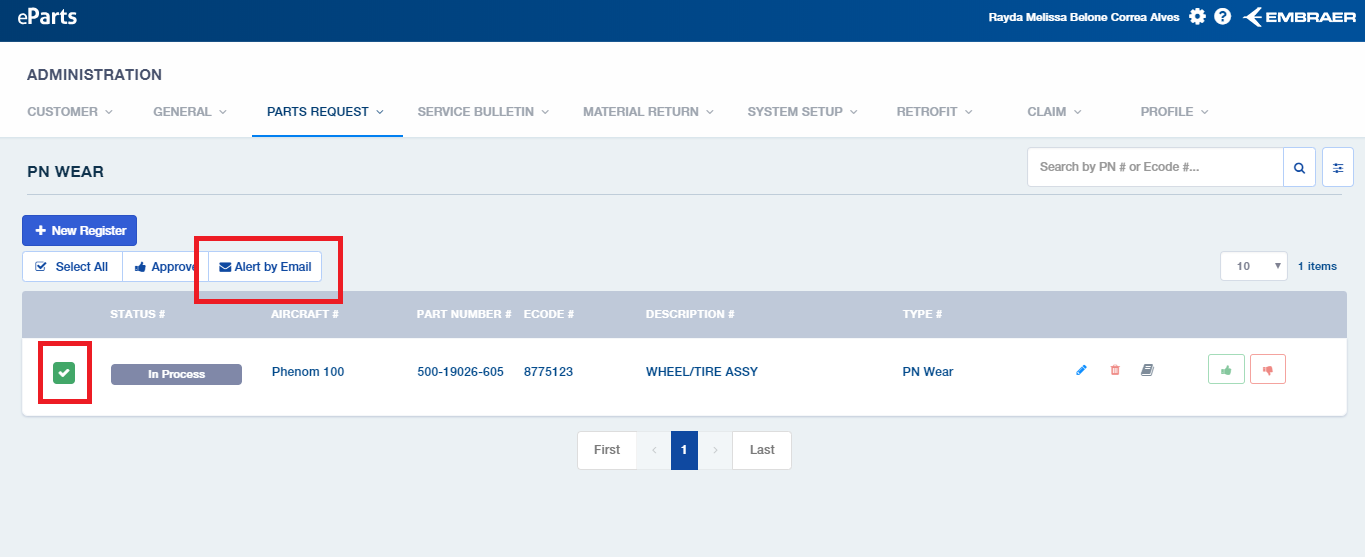 eParts
Rayda Melissa Belone Correa Alves
EMBRAER
ADMINISTRATION
CUSTOMER GENERAL PARTS REQUEST SERVICE BULLETIN MATERIAL RETURN SYSTEM SETUP RETROFIT CLAIM PROFILE
PN WEAR
Search by PN # or Ecode #...
New Register
Select All Approve Alert by Email
10 1 items
STATUS # AIRCRAFT # PART NUMBER # ECODE # DESCRIPTION # TYPE #
In Process Phenom 100 500-19026-605 8775123 WHEEL/TIRE ASSY PN Wear
First ‹ 1 › Last